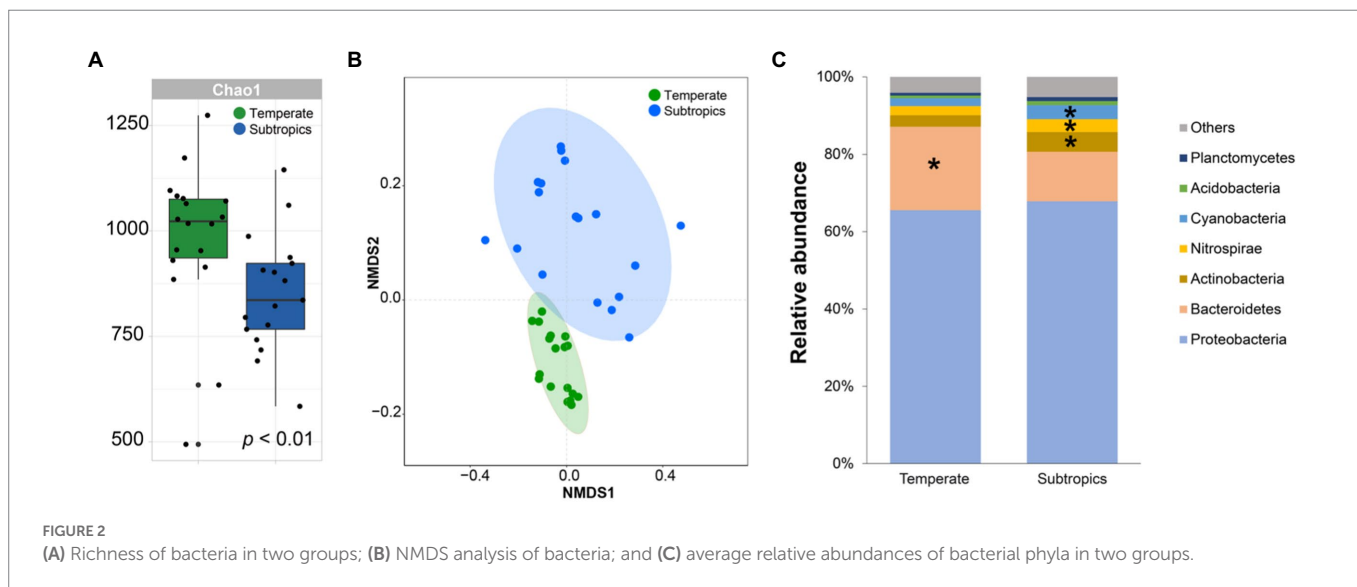 A
Chao1
Temperate
Subtropics
1250
1000
750
500
p < 0.01
B
Temperate
Subtropics
NMDS2
0.2
0.0
−0.2
−0.4
0.0
0.4
NMDS1
C
Relative abundance
100%
80%
60%
40%
20%
0%
*
*
*
*
Temperate
Subtropics
Others
Planctomycetes
Acidobacteria
Cyanobacteria
Nitrospirae
Actinobacteria
Bacteroidetes
Proteobacteria
FIGURE 2
(A) Richness of bacteria in two groups; (B) NMDS analysis of bacteria; and (C) average relative abundances of bacterial phyla in two groups.